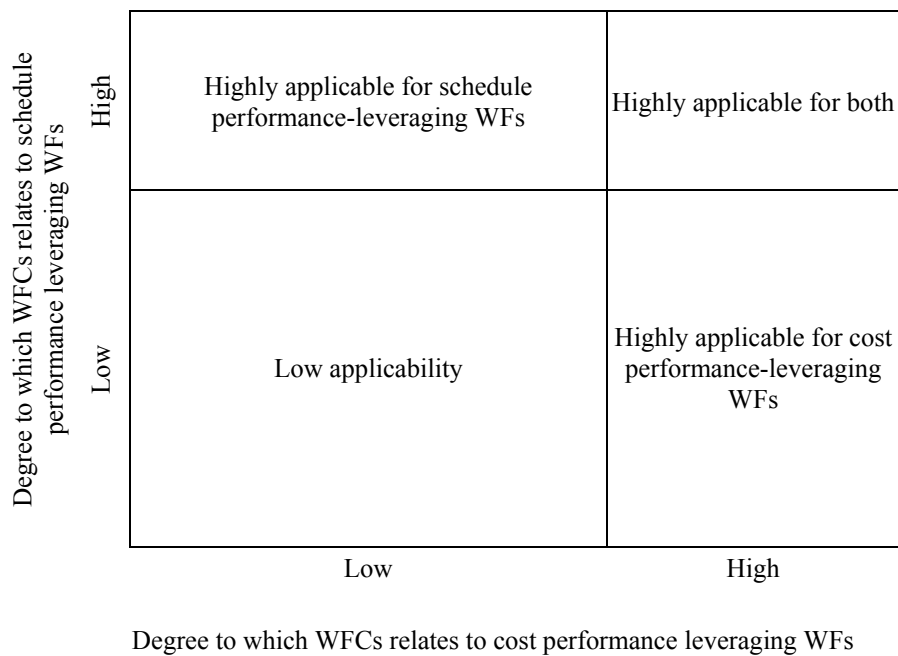 Degree to which WFCs relates to schedule
performance leveraging WFs
High
Highly applicable for schedule
performance-leveraging WFs
Highly applicable for both
Low
Low applicability
Highly applicable for cost
performance-leveraging
WFs
Low
High
Degree to which WFCs relates to cost performance leveraging WFs